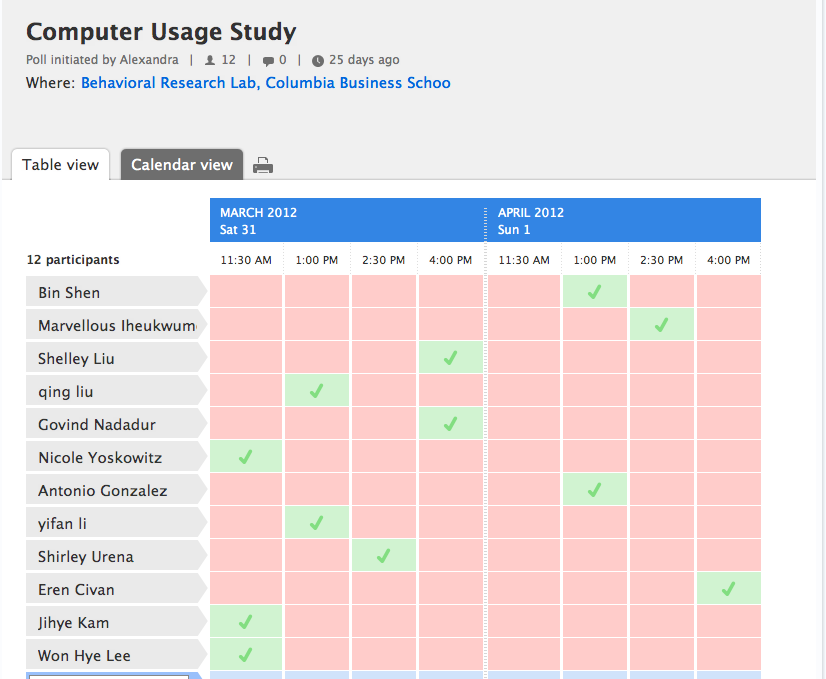 Computer Usage Study
Poll initiated by Alexandra | 12 | 0 | 25 days ago
Where: Behavioral Research Lab, Columbia Business Schoo
Table view Calendar view
MARCH 2012 APRIL 2012
Sat 31 Sun 1
12 participants 11:30 AM 1:00 PM 2:30 PM 4:00 PM 11:30 AM 1:00 PM 2:30 PM 4:00 PM
Bin Shen
Marvellous Iheukwum
Shelley Liu
qing liu
Govind Nadadur
Nicole Yoskowitz
Antonio Gonzalez
yifan li
Shirley Urena
Eren Civan
Jihye Kam
Won Hye Lee